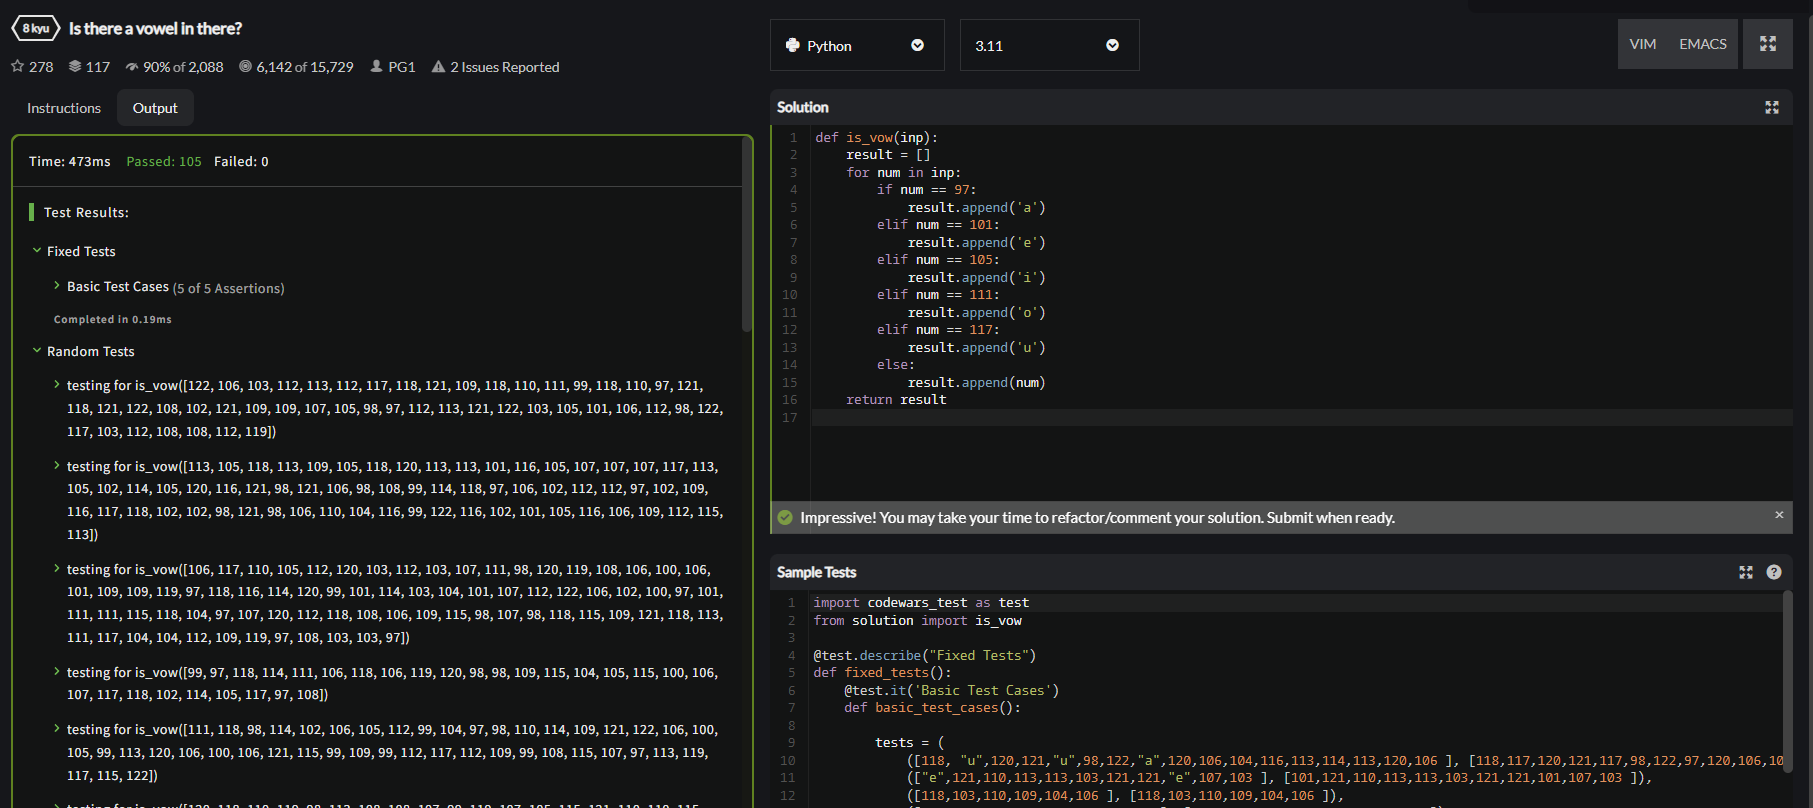 8 kyu Is there a vowel in there?
278 117 90% of 2,088 6,142 of 15,729 PG1 2 Issues Reported
Instructions Output
Time: 473ms Passed: 105 Failed: 0
Test Results:
Fixed Tests
Basic Test Cases (5 of 5 Assertions)
Completed in 0.19ms
Random Tests
testing for is_vow([122, 106, 103, 112, 113, 112, 117, 118, 121, 109, 118, 110, 111, 99, 118, 110, 97, 121,
118, 121, 122, 108, 102, 121, 109, 109, 107, 105, 98, 97, 112, 113, 121, 122, 103, 105, 101, 106, 112, 98, 122,
117, 103, 112, 108, 108, 112, 119])
testing for is_vow([113, 105, 118, 113, 109, 105, 118, 120, 113, 113, 101, 116, 105, 107, 107, 107, 117, 113,
105, 102, 114, 105, 120, 116, 121, 98, 121, 106, 98, 108, 99, 114, 118, 97, 106, 102, 112, 112, 97, 102, 109,
116, 117, 118, 102, 102, 98, 121, 98, 106, 110, 104, 116, 99, 122, 116, 102, 101, 105, 116, 106, 109, 112, 115,
113])
testing for is_vow([106, 117, 110, 105, 112, 120, 103, 112, 103, 107, 111, 98, 120, 119, 108, 106, 100, 106,
101, 109, 109, 119, 97, 118, 116, 114, 120, 99, 101, 114, 103, 104, 101, 107, 112, 122, 106, 102, 100, 97, 101,
111, 111, 115, 118, 104, 97, 107, 120, 112, 118, 108, 106, 109, 115, 98, 107, 98, 118, 115, 109, 121, 118, 113,
111, 117, 104, 104, 112, 109, 119, 97, 108, 103, 103, 97])
testing for is_vow([99, 97, 118, 114, 111, 106, 118, 106, 119, 120, 98, 98, 109, 115, 104, 105, 115, 100, 106,
107, 117, 118, 102, 114, 105, 117, 97, 108])
testing for is_vow([111, 118, 98, 114, 102, 106, 105, 112, 99, 104, 97, 98, 110, 114, 109, 121, 122, 106, 100,
105, 99, 113, 120, 106, 100, 106, 121, 115, 99, 109, 99, 112, 117, 112, 109, 99, 108, 115, 107, 97, 113, 119,
117, 115, 122])
Python 3.11 VIM EMACS
Solution
1 def is_vow(inp):
2 result = []
3 for num in inp:
4 if num == 97:
5 result.append('a')
6 elif num == 101:
7 result.append('e')
8 elif num == 105:
9 result.append('i')
10 elif num == 111:
11 result.append('o')
12 elif num == 117:
13 result.append('u')
14 else:
15 result.append(num)
16 return result
17
Impressive! You may take your time to refactor/comment your solution. Submit when ready. ×
Sample Tests
1 import codewars_test as test
2 from solution import is_vow
3
4 @test.describe("Fixed Tests")
5 def fixed_tests():
6 @test.it('Basic Test Cases')
7 def basic_test_cases():
8
9 tests = (
10 ([118, "u",120,121,"u",98,122,"a",120,106,104,116,113,114,113,120,106 ], [118,117,120,121,117,98,122,97,120,106,10
11 (["e",121,110,113,113,103,121,121,"e",107,103 ], [101,121,110,113,113,103,121,121,101,107,103 ]),
12 ([118,103,110,109,104,106 ], [118,103,110,109,104,106 ]),